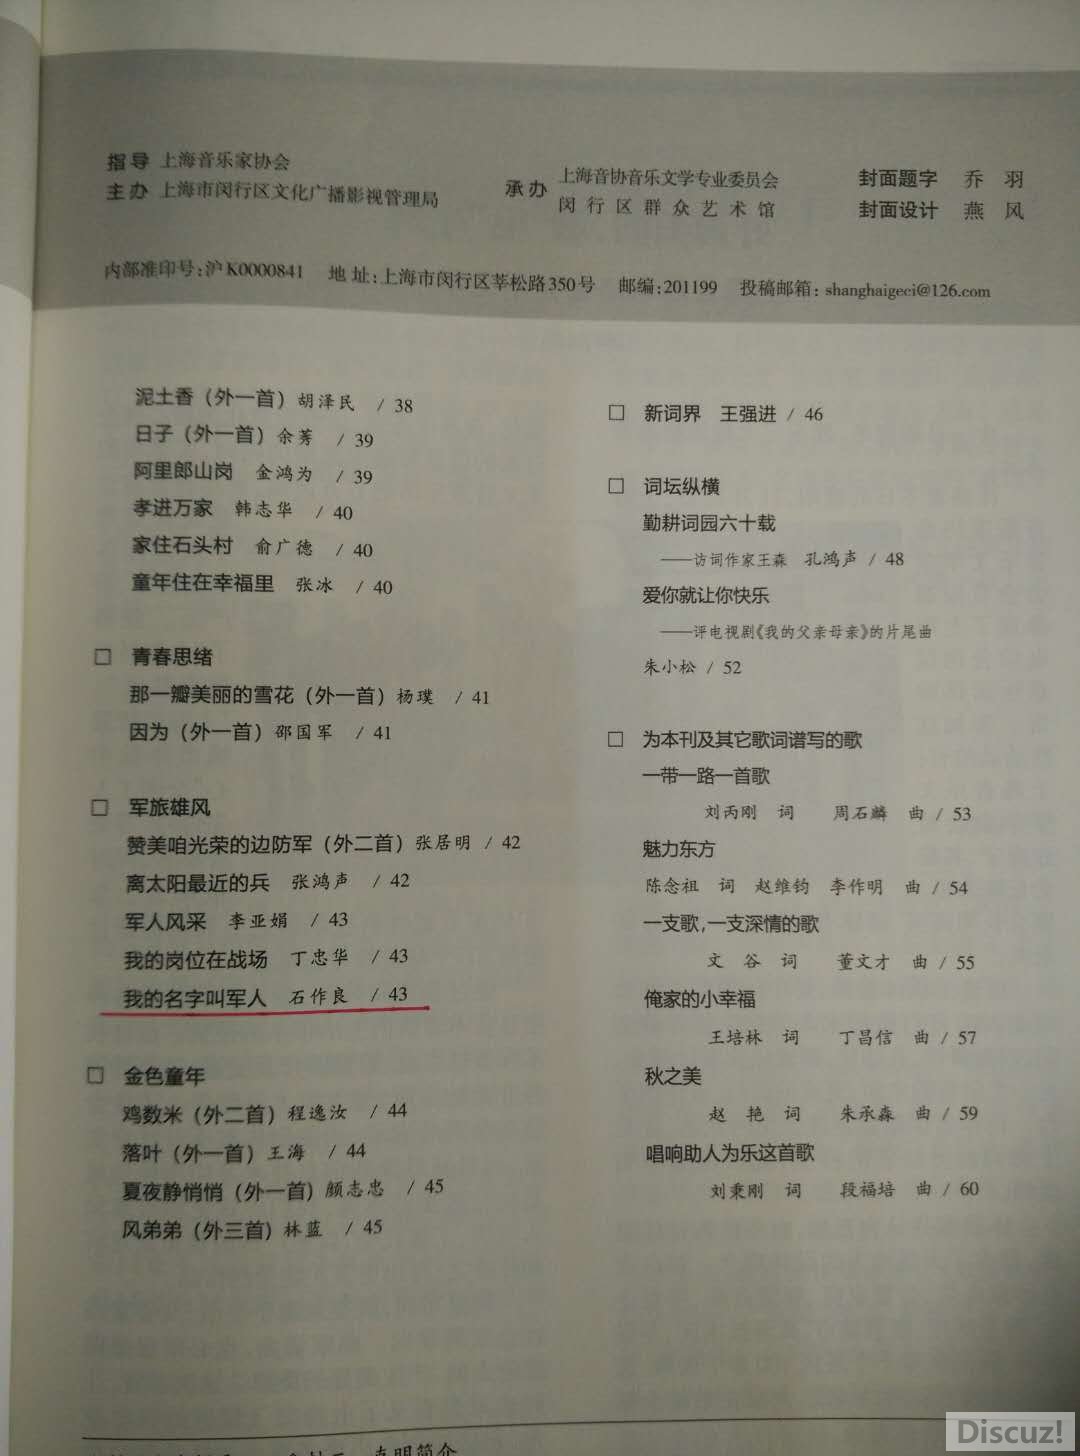 指导 上海音乐家协会
主办 上海市闵行区文化广播影视管理局
承办 上海音协音乐文学专业委员会
闵行区群众艺术馆
封面题字 乔羽
封面设计 燕风
内部准印号:沪K0000841 地址:上海市闵行区莘松路350号 邮编:201199 投稿邮箱:shanghaigeci@126.com
泥土香（外一首）胡泽民 / 38
日子（外一首）余莠 / 39
阿里郎山岗 金鸿为 / 39
孝进万家 韩志华 / 40
家住石头村 俞广德 / 40
童年住在幸福里 张冰 / 40
□ 青春思绪
那一瓣美丽的雪花（外一首）杨璞 / 41
因为（外一首）邵国军 / 41
□ 军旅雄风
赞美咱光荣的边防军（外二首）张居明 / 42
离太阳最近的兵 张鸿声 / 42
军人风采 李亚娟 / 43
我的岗位在战场 丁忠华 / 43
我的名字叫军人 石作良 / 43
□ 金色童年
鸡数米（外二首）程逸汝 / 44
落叶（外一首）王海 / 44
夏夜静悄悄（外一首）颜志忠 / 45
风弟弟（外三首）林蓝 / 45
□ 新词界 王强进 / 46
□ 词坛纵横
勤耕词园六十载
——访词作家王森 孔鸿声 / 48
爱你就让你快乐
——评电视剧《我的父亲母亲》的片尾曲
朱小松 / 52
□ 为本刊及其它歌词谱写的歌
一带一路一首歌
刘丙刚 词 周石麟 曲 / 53
魅力东方
陈念祖 词 赵维钧 李作明 曲 / 54
一支歌,一支深情的歌
文谷 词 董文才 曲 / 55
俺家的小幸福
王培林 词 丁昌信 曲 / 57
秋之美
赵艳 词 朱承森 曲 / 59
唱响助人为乐这首歌
刘秉刚 词 段福培 曲 / 60
Discuz!